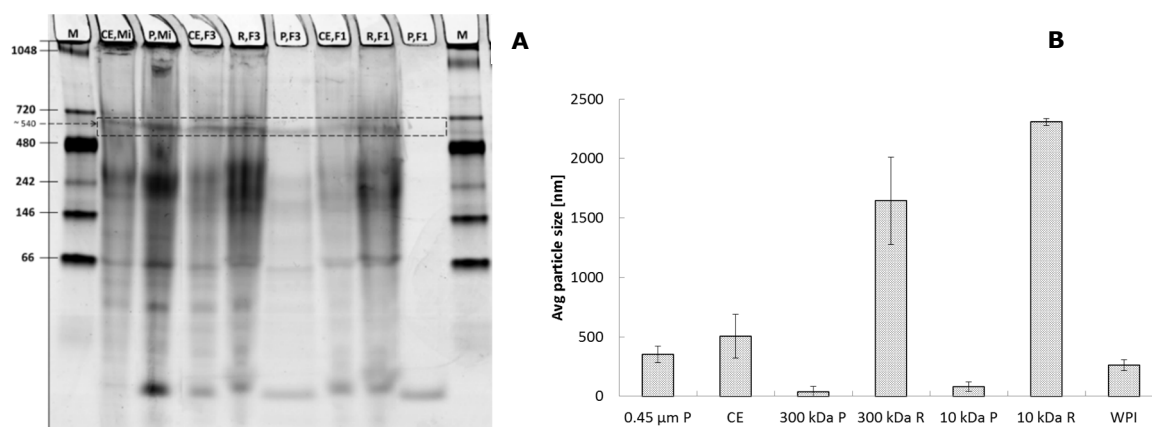 A
B
M CE,Mi P,Mi CE,F3 R,F3 P,F3 CE,F1 R,F1 P,F1 M
1048
720
~ 540
480
242
146
66
Avg particle size [nm]
2500
2000
1500
1000
500
0
0.45 µm P CE 300 kDa P 300 kDa R 10 kDa P 10 kDa R WPI